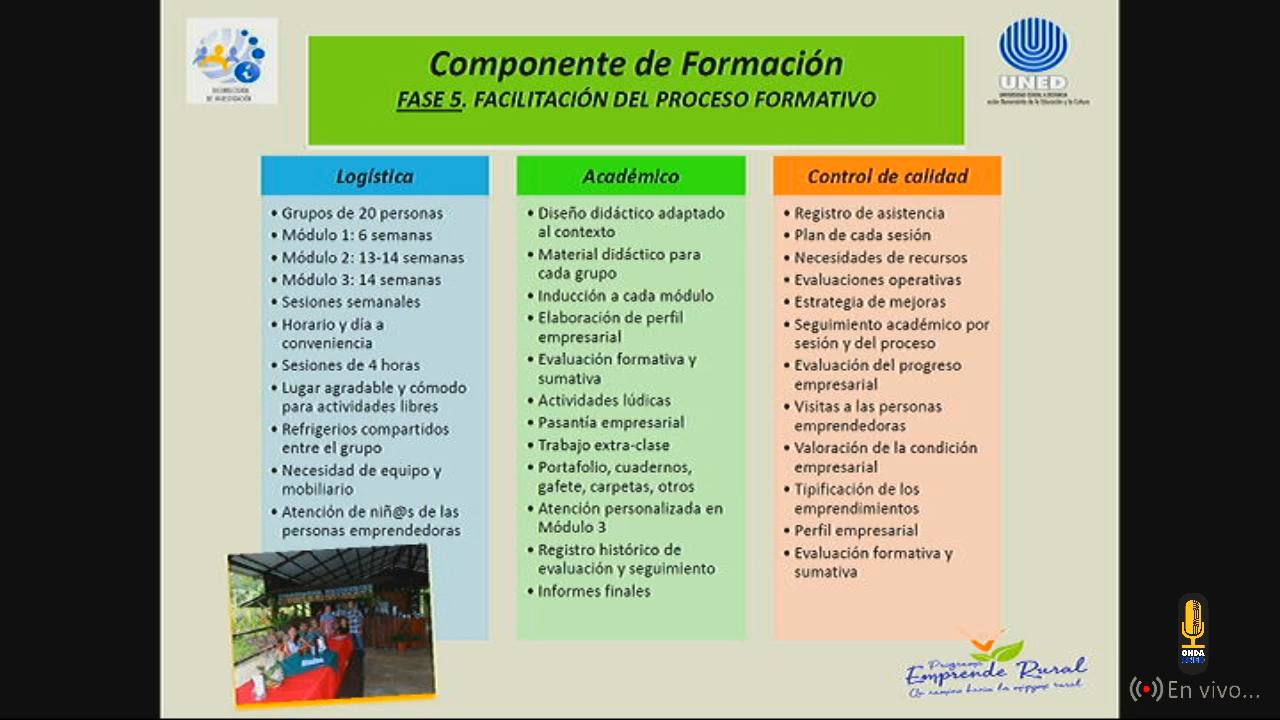 Componente de Formación
FASE 5. FACILITACIÓN DEL PROCESO FORMATIVO
UNED
Logística
• Grupos de 20 personas
• Módulo 1: 6 semanas
• Módulo 2: 13-14 semanas
• Módulo 3: 14 semanas
• Sesiones semanales
• Horario y día a
conveniencia
• Sesiones de 4 horas
• Lugar agradable y cómodo
para actividades libres
• Refrigerios compartidos
entre el grupo
• Necesidad de equipo y
mobiliario
• Atención de niñ@s de las
personas emprendedoras
Académico
• Diseño didáctico adaptado
al contexto
• Material didáctico para
cada grupo
• Inducción a cada módulo
• Elaboración de perfil
empresarial
• Evaluación formativa y
sumativa
• Actividades lúdicas
• Pasantía empresarial
• Trabajo extra-clase
• Portafolio, cuadernos,
gafete, carpetas, otros
• Atención personalizada en
Módulo 3
• Registro histórico de
evaluación y seguimiento
• Informes finales
Control de calidad
• Registro de asistencia
• Plan de cada sesión
• Necesidades de recursos
• Evaluaciones operativas
• Estrategia de mejoras
• Seguimiento académico por
sesión y del proceso
• Evaluación del progreso
empresarial
• Visitas a las personas
emprendedoras
• Valoración de la condición
empresarial
• Tipificación de los
emprendimientos
• Perfil empresarial
• Evaluación formativa y
sumativa
Programa
Emprende Rural
ONDA
UNED
En vivo...